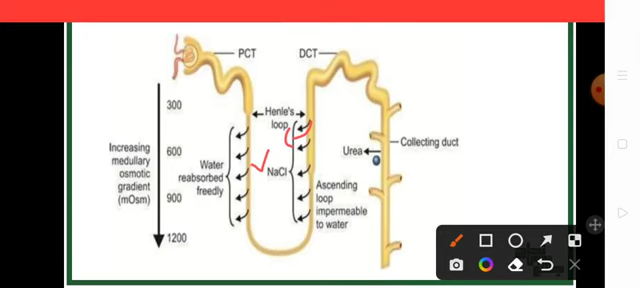 PCT
DCT
300
Henle's
loop
Increasing
medullary
osmotic
gradient
(mOsm)
600
Water
reabsorbed
freedly
NaCl
Urea
Collecting duct
900
Ascending
loop
impermeable
to water
1200